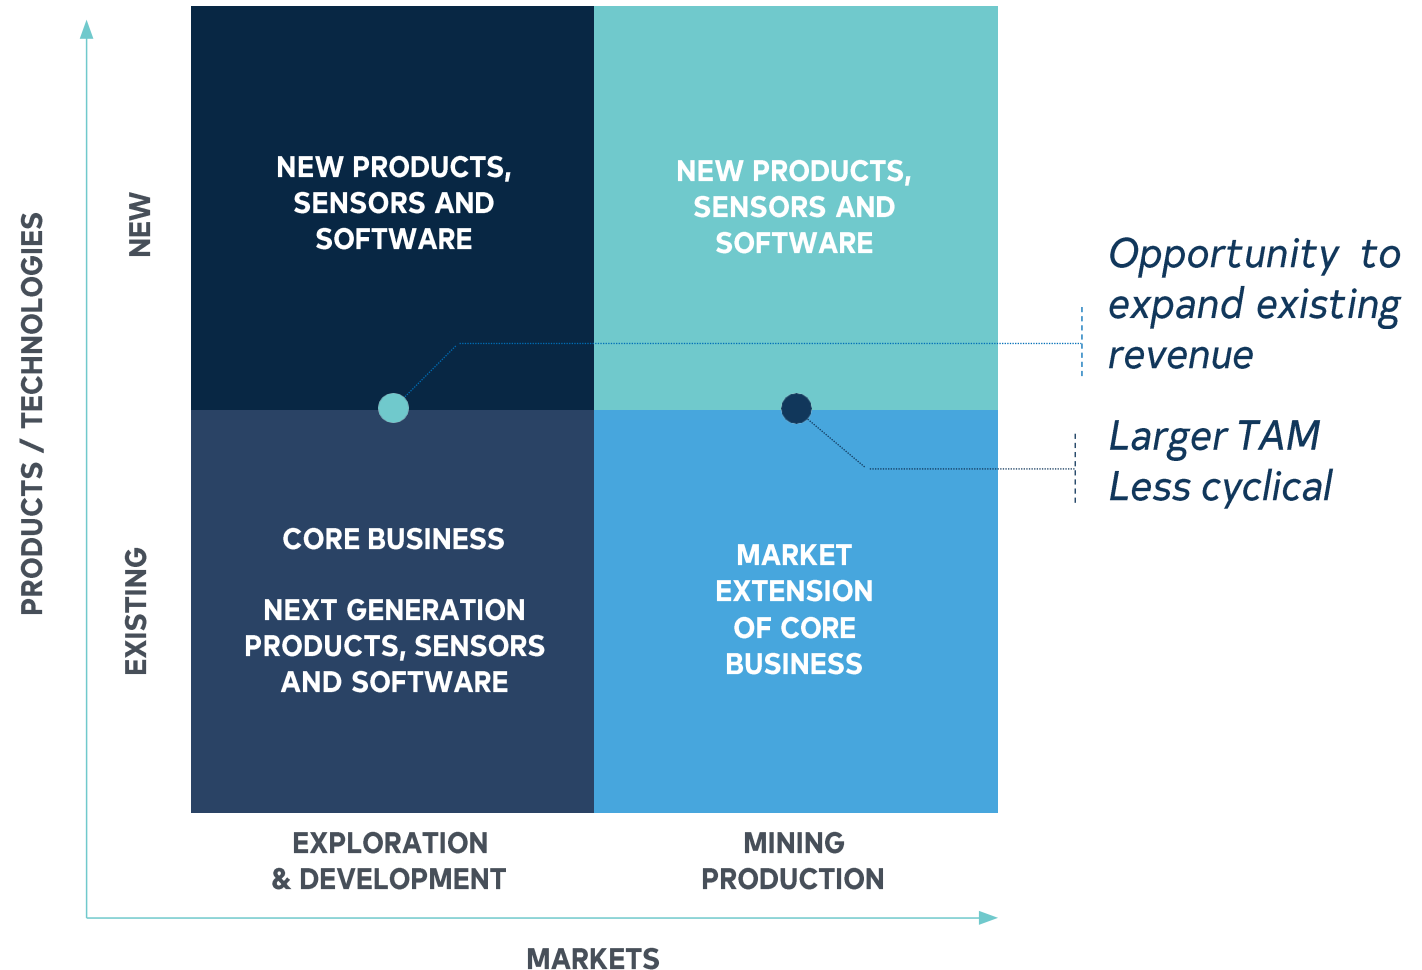 PRODUCTS / TECHNOLOGIES
NEW
EXISTING
NEW PRODUCTS,
SENSORS AND
SOFTWARE
NEW PRODUCTS,
SENSORS AND
SOFTWARE
Opportunity to
expand existing
revenue
Larger TAM
Less cyclical
CORE BUSINESS
NEXT GENERATION
PRODUCTS, SENSORS
AND SOFTWARE
MARKET
EXTENSION
OF CORE
BUSINESS
EXPLORATION
& DEVELOPMENT
MINING
PRODUCTION
MARKETS